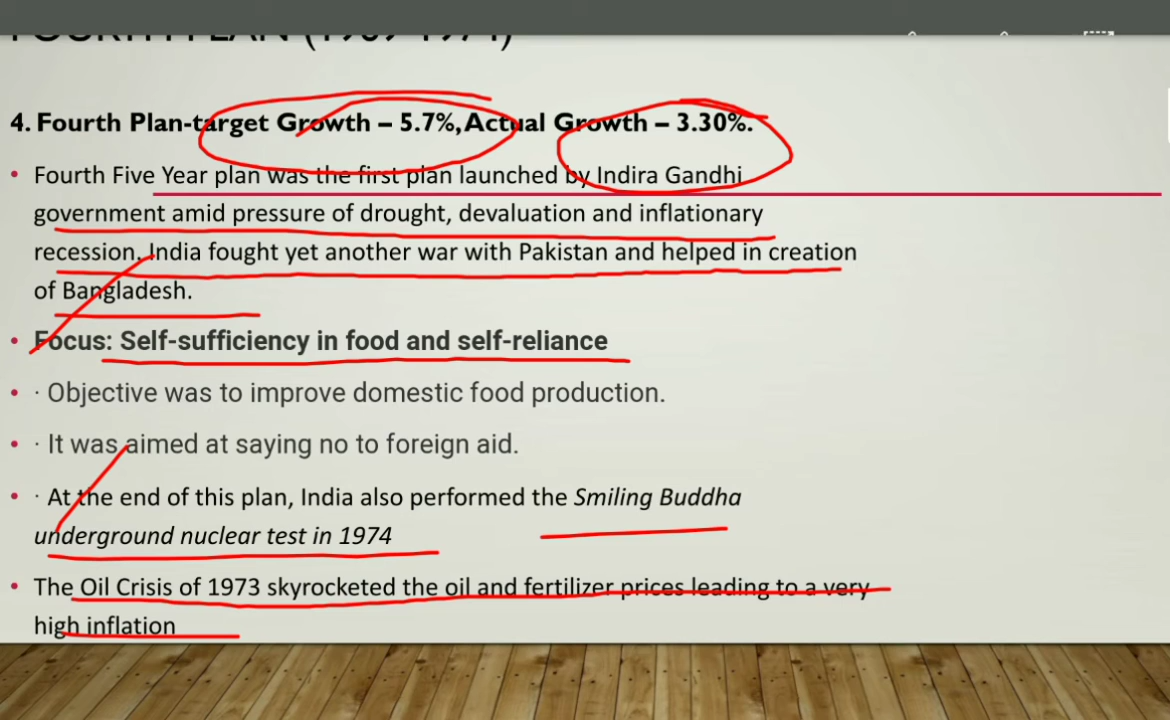 FOURTH PLAN (1969-1974)
4. Fourth Plan-target Growth – 5.7%, Actual Growth – 3.30%.
• Fourth Five Year plan was the first plan launched by Indira Gandhi
government amid pressure of drought, devaluation and inflationary
recession. India fought yet another war with Pakistan and helped in creation
of Bangladesh.
• Focus: Self-sufficiency in food and self-reliance
• · Objective was to improve domestic food production.
• · It was aimed at saying no to foreign aid.
• · At the end of this plan, India also performed the Smiling Buddha
underground nuclear test in 1974
• The Oil Crisis of 1973 skyrocketed the oil and fertilizer prices leading to a very
high inflation